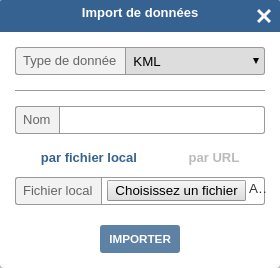 Import de données
Type de donnée KML
Nom
par fichier local par URL
Fichier local Choisissez un fichier A..
IMPORTER